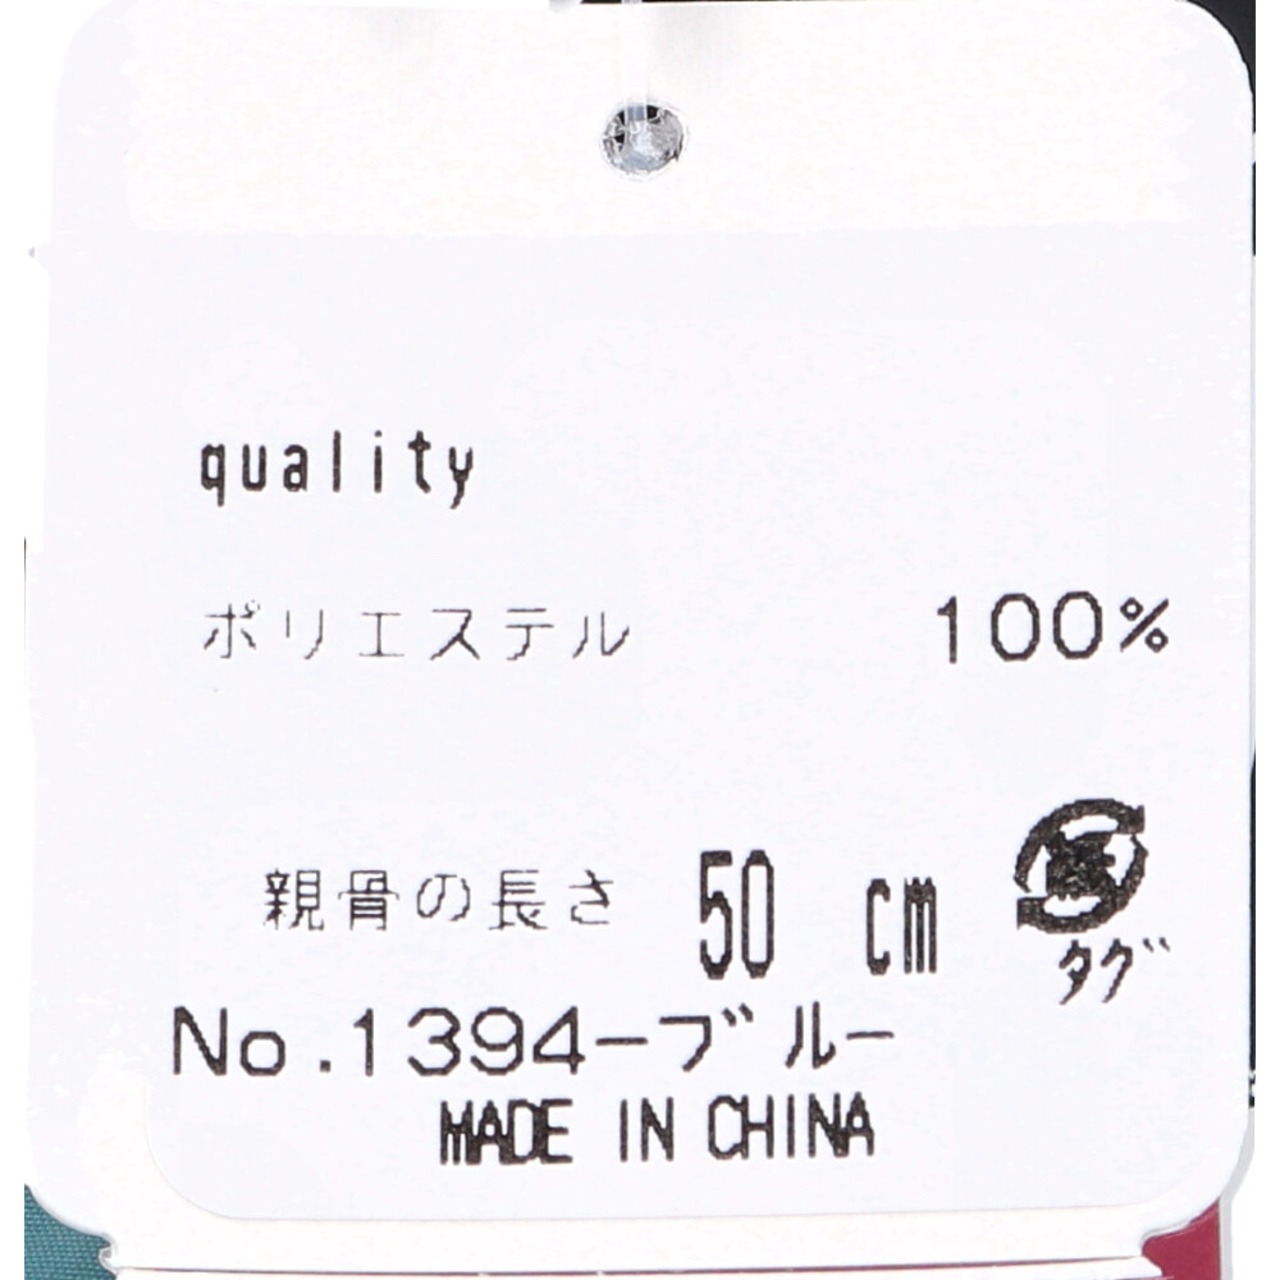 quality
ポリエステル 100%
親骨の長さ 50 cm
タグ
No.1394-ブルー
MADE IN CHINA